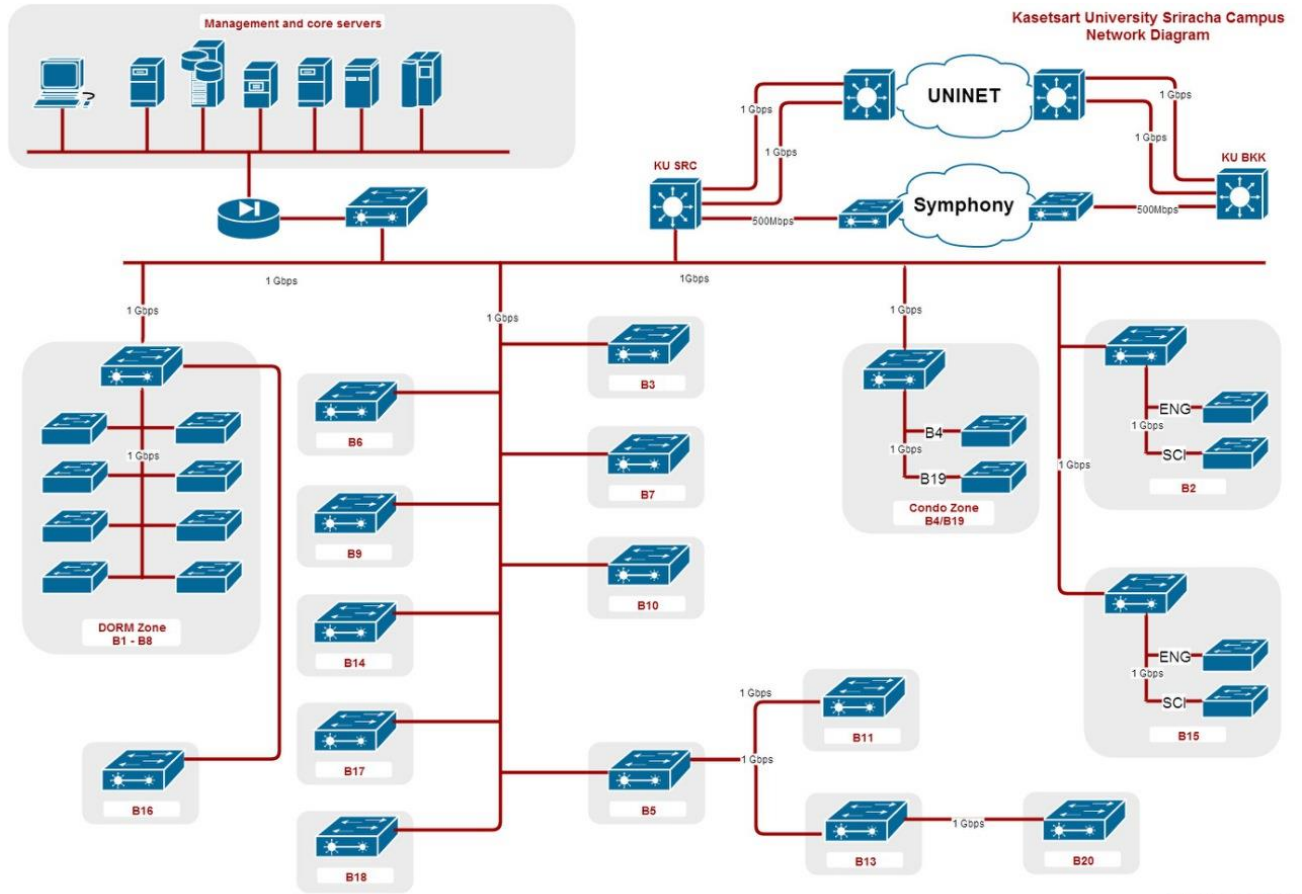 Management and core servers
Kasetsart University Sriracha Campus
Network Diagram
1 Gbps
1 Gbps
UNINET
1 Gbps
1 Gbps
KU SRC
KU BKK
500Mbps
Symphony
500Mbps
1 Gbps
1Gbps
1 Gbps
1 Gbps
1 Gbps
1 Gbps
DORM Zone
B1 - B8
B16
B6
B9
B14
B17
B18
B3
B7
B10
B5
1 Gbps
1 Gbps
B11
B13
1 Gbps
B20
1 Gbps
B4
1 Gbps
B19
Condo Zone
B4/B19
1 Gbps
ENG
1 Gbps
SCI
B2
ENG
1 Gbps
SCI
B15